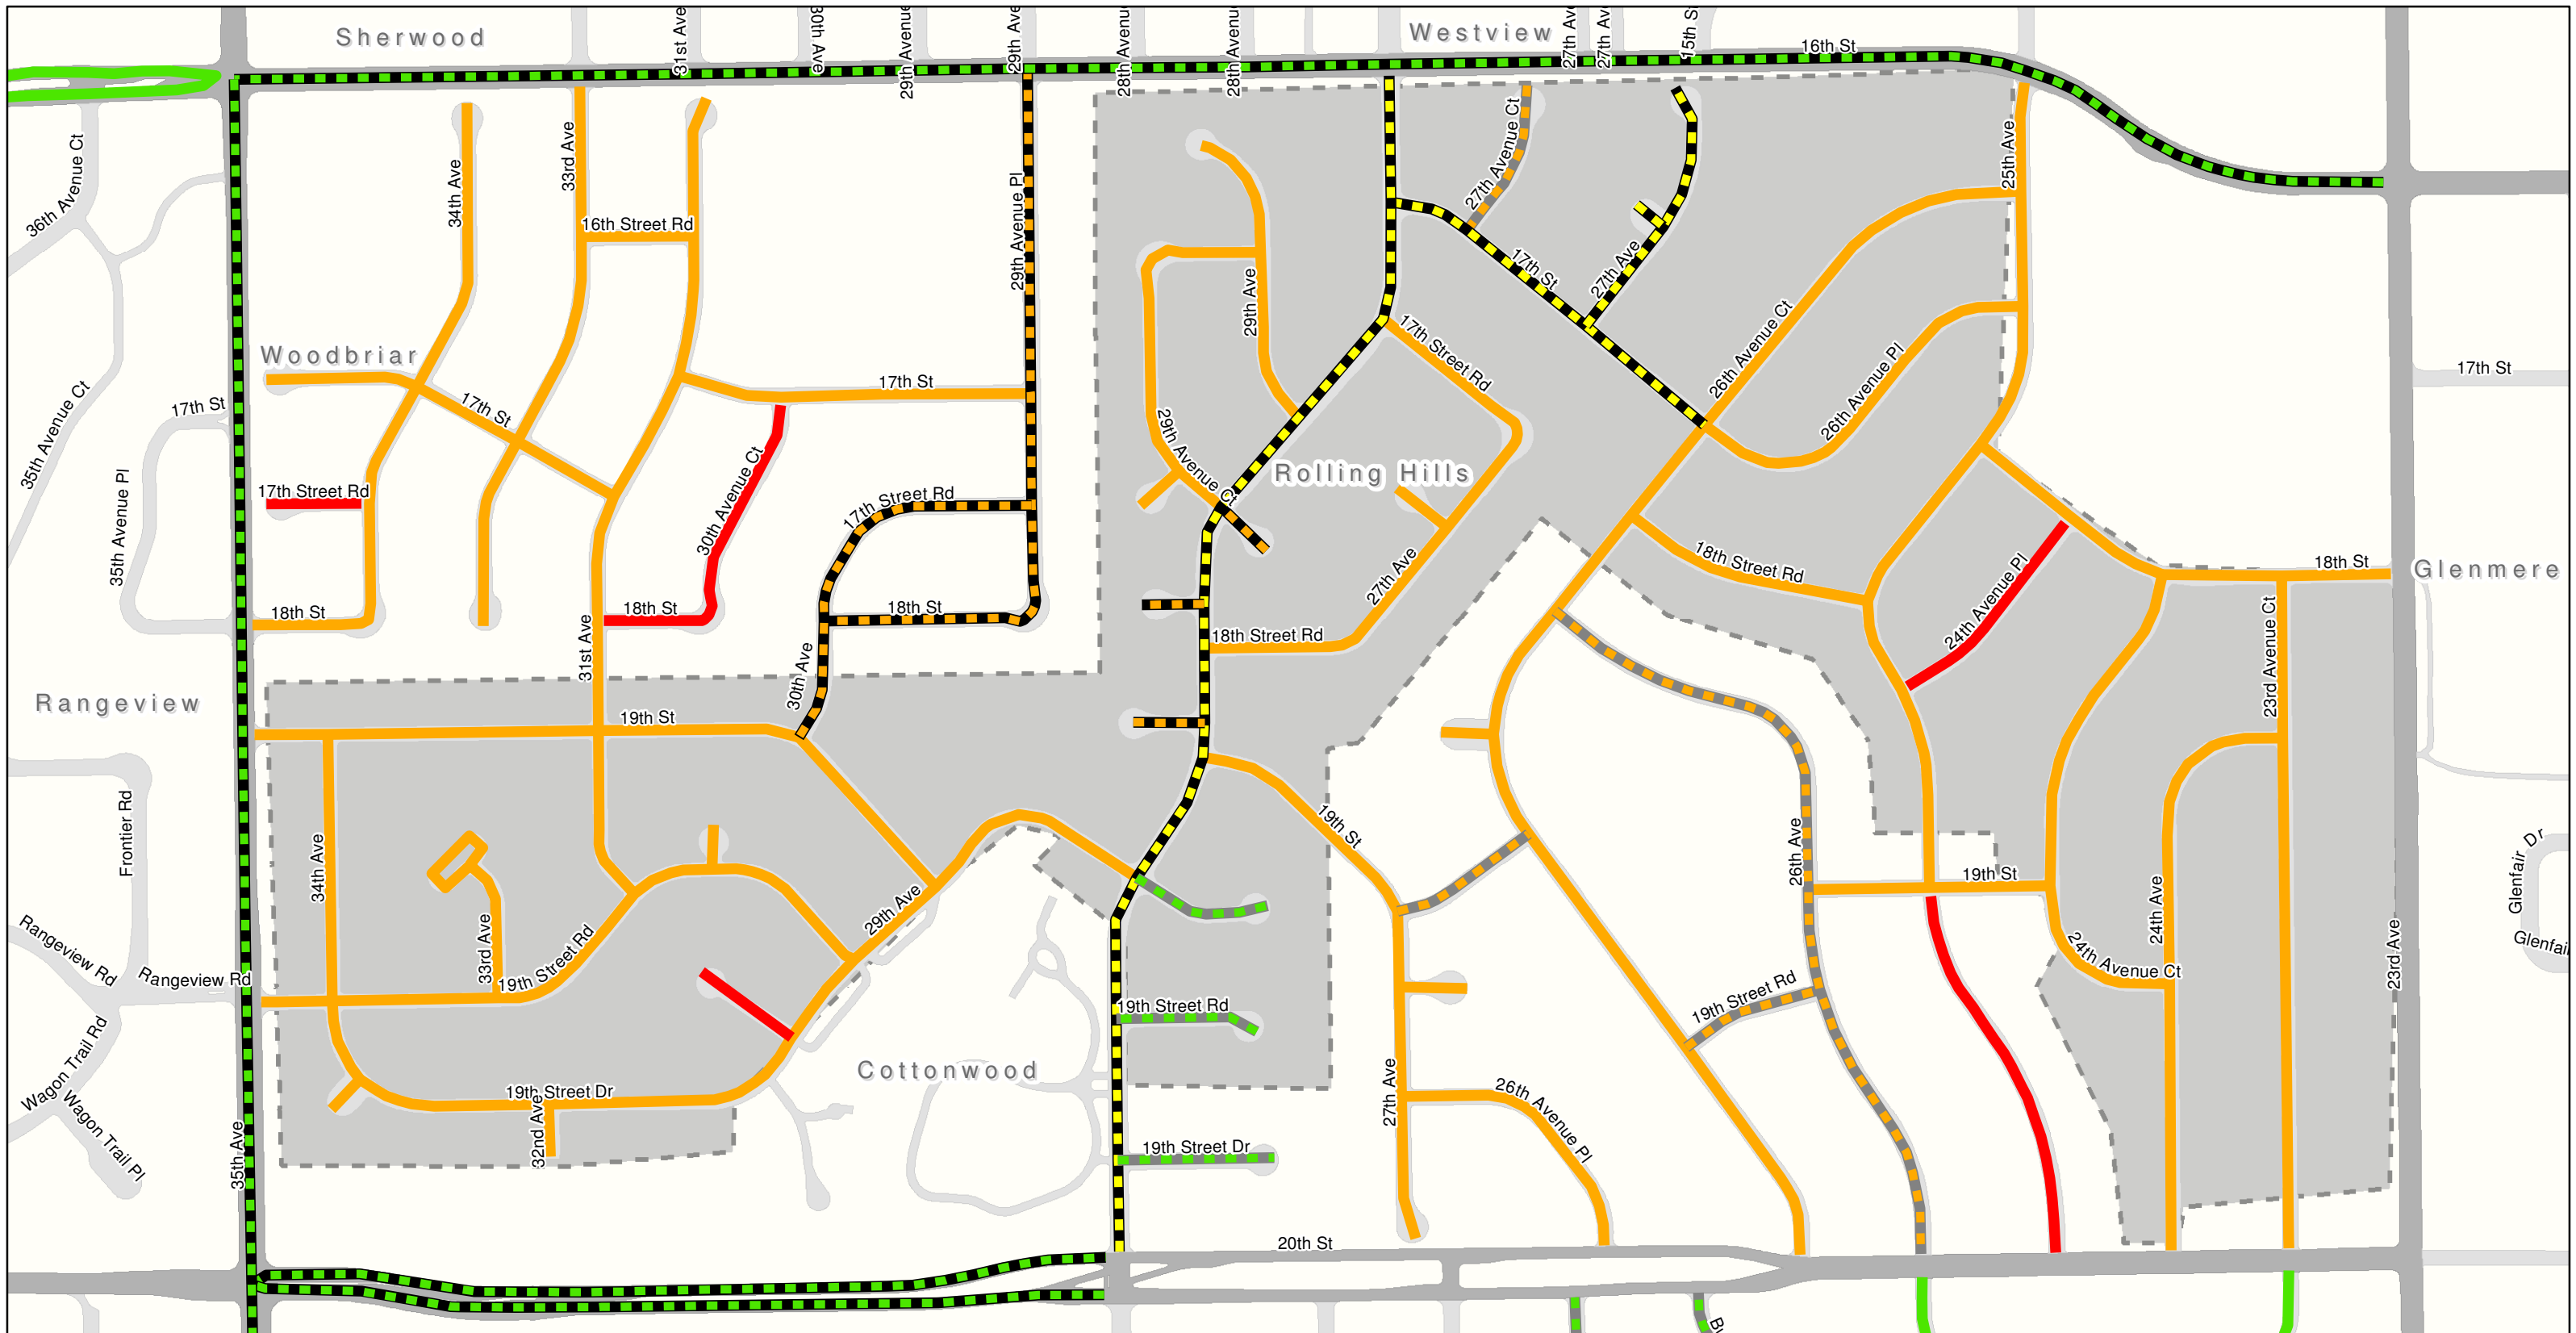 Sherwood
31st Ave
30th Ave
29th Avenue
29th Ave
28th Avenue
28th Avenue
Westview
27th Av
27th Av
15th S
16th St
36th Avenue Ct
34th Ave
33rd Ave
16th Street Rd
29th Avenue Pl
29th Avenue Pl
27th Avenue Ct
25th Ave
17th St
27th Ave
29th Ave
26th Avenue Ct
17th Street Rd
26th Avenue Pl
Woodbriar
17th St
17th St
17th St
17th St
35th Avenue Ct
35th Avenue Pl
17th Street Rd
30th Avenue Ct
17th Street Rd
29th Avenue Ct
Rolling Hills
18th Street Rd
18th St
Glenmere
24th Avenue Pl
27th Ave
18th St
18th St
18th St
18th Street Rd
31st Ave
30th Ave
23rd Avenue Ct
Rangeview
19th St
19th St
Frontier Rd
34th Ave
26th Ave
19th St
24th Ave
Glenfair Dr
Glenfai
29th Ave
33rd Ave
19th Street Rd
Rangeview Rd
Rangeview Rd
24th Avenue Ct
23rd Ave
19th Street Rd
19th Street Rd
Wagon Trail Rd
Cottonwood
19th Street Dr
32nd Ave
27th Ave
26th Avenue Pl
Wagon Trail Pl
35th Ave
19th Street Dr
20th St